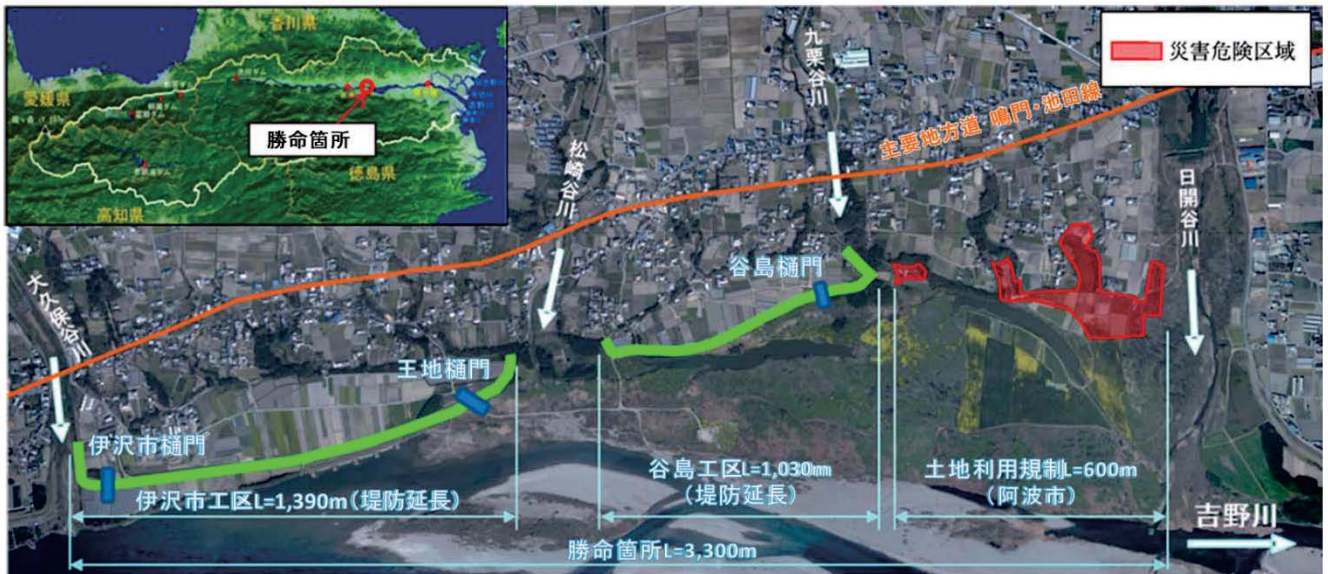 香川県
愛媛県
勝命箇所
徳島県
高知県
災害危険区域
九栗谷川
主要地方道 鳴門・池田線
松崎谷川
日開谷川
大久保谷川
谷島樋門
王地樋門
伊沢市樋門
伊沢市工区L=1,390m(堤防延長)
谷島工区L=1,030㎜
(堤防延長)
土地利用規制L=600m
(阿波市)
吉野川
勝命箇所L=3,300m